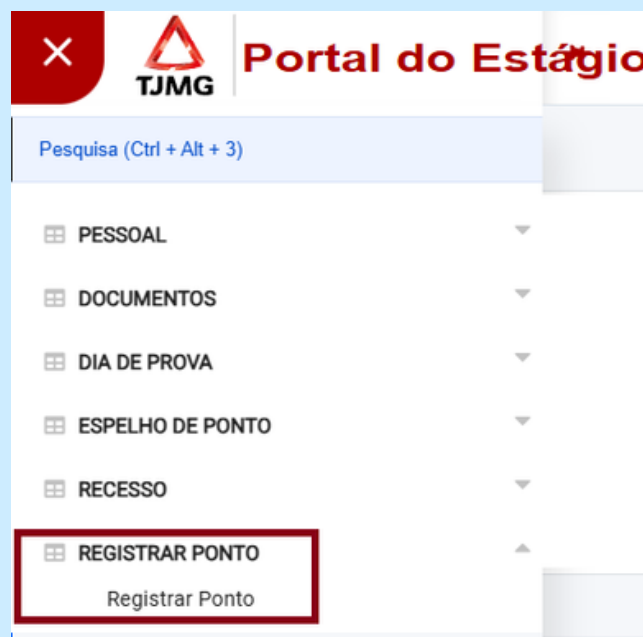 TJMG
Portal do Estágio
Pesquisa (Ctrl + Alt + 3)
PESSOAL
DOCUMENTOS
DIA DE PROVA
ESPELHO DE PONTO
RECESSO
REGISTRAR PONTO
Registrar Ponto